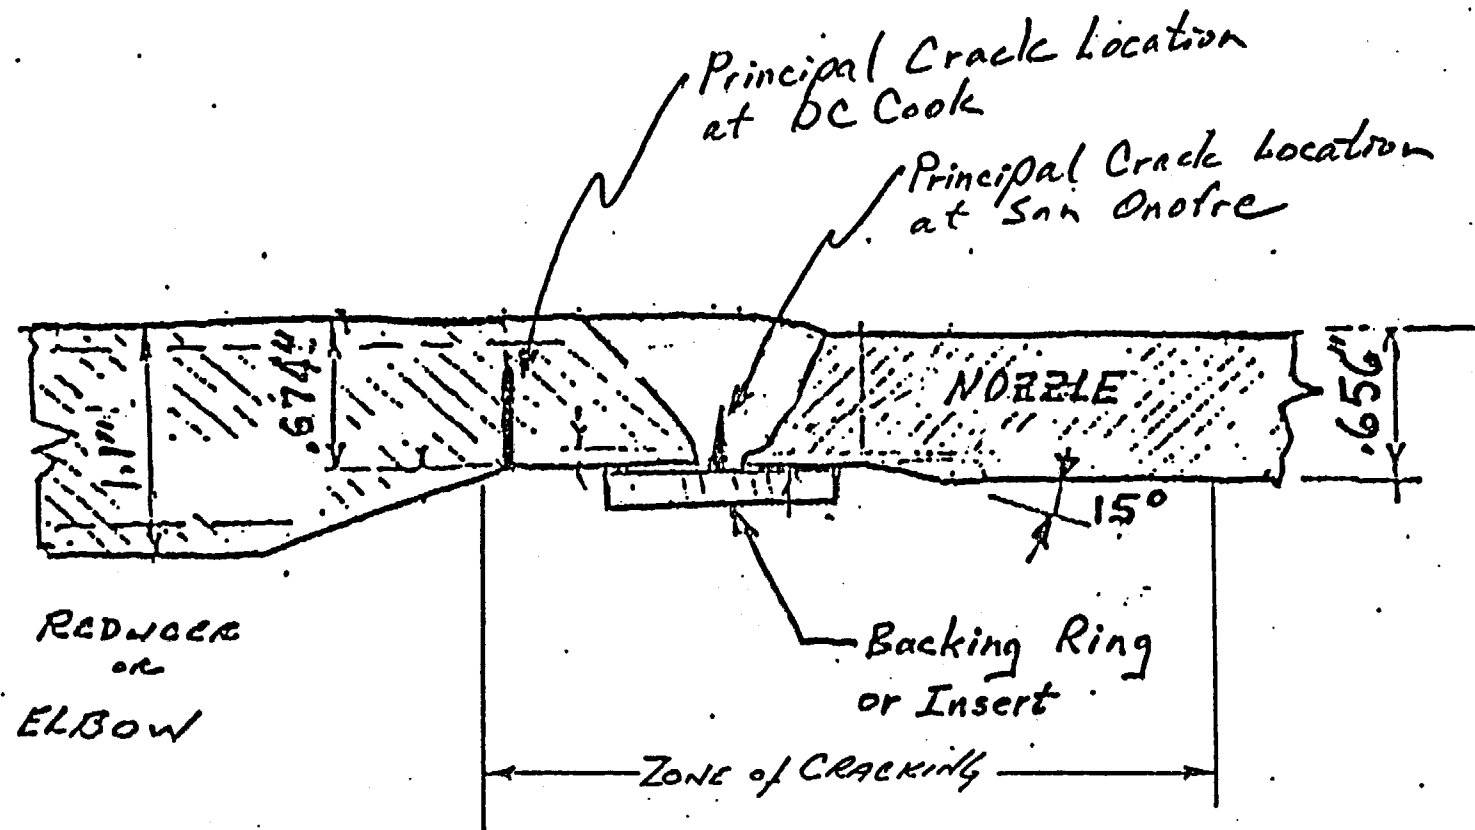 Principal Crack Location
at DC Cook
Principal Crack Location
at San Onofre
.674"
1.1"
NOZZLE
.656"
15°
REDUCER
or
ELBOW
Backing Ring
or Insert
ZONE of CRACKING